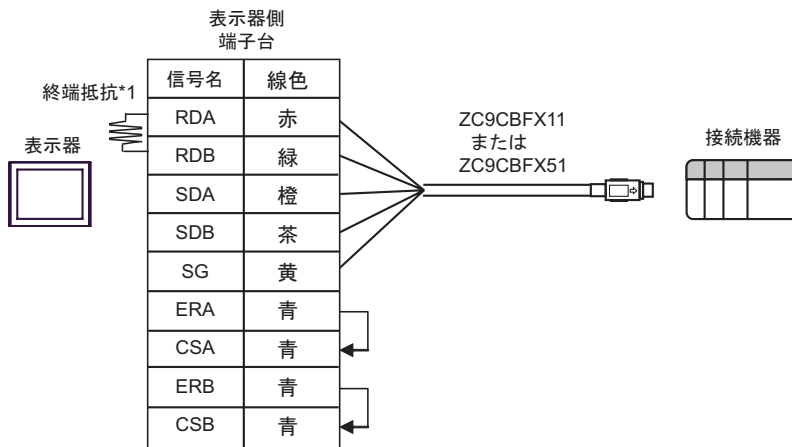 表示器側
端子台
信号名 線色
終端抵抗*1
表示器
RDA 赤
RDB 緑
SDA 橙
SDB 茶
SG 黄
ERA 青
CSA 青
ERB 青
CSB 青
ZC9CBFX11
または
ZC9CBFX51
接続機器